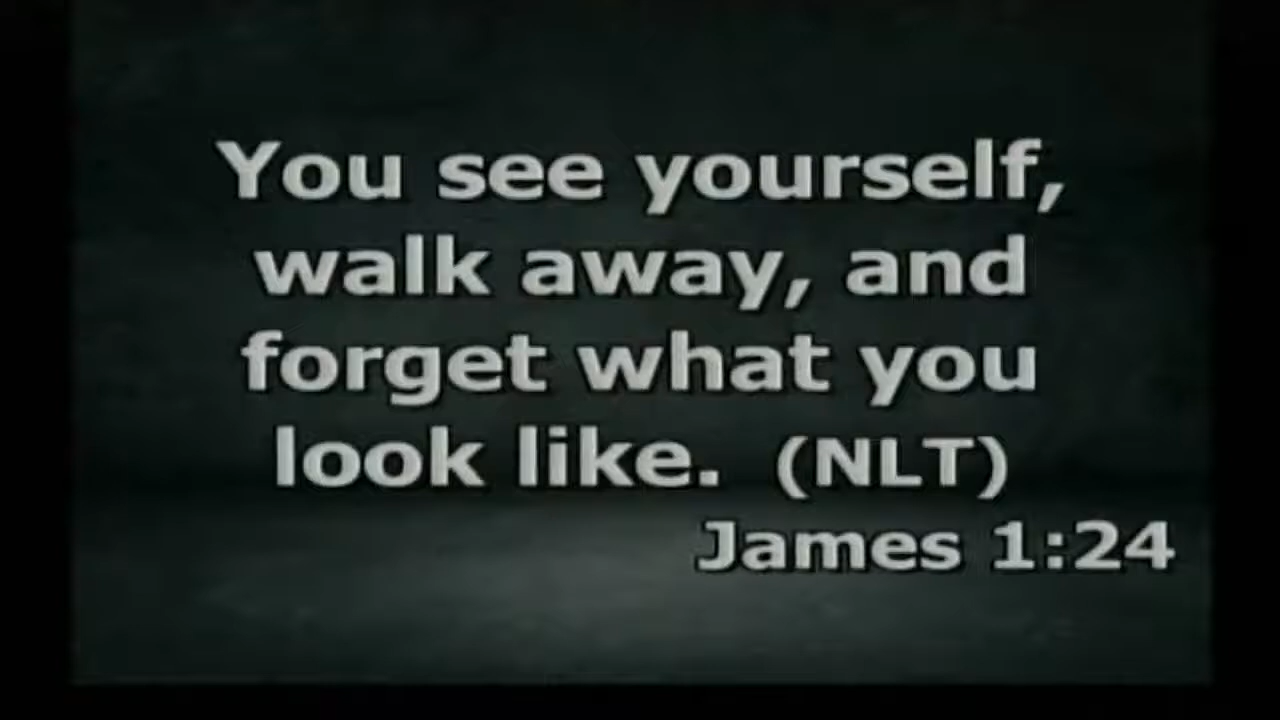 You see yourself,
walk away, and
forget what you
look like. (NLT)
James 1:24